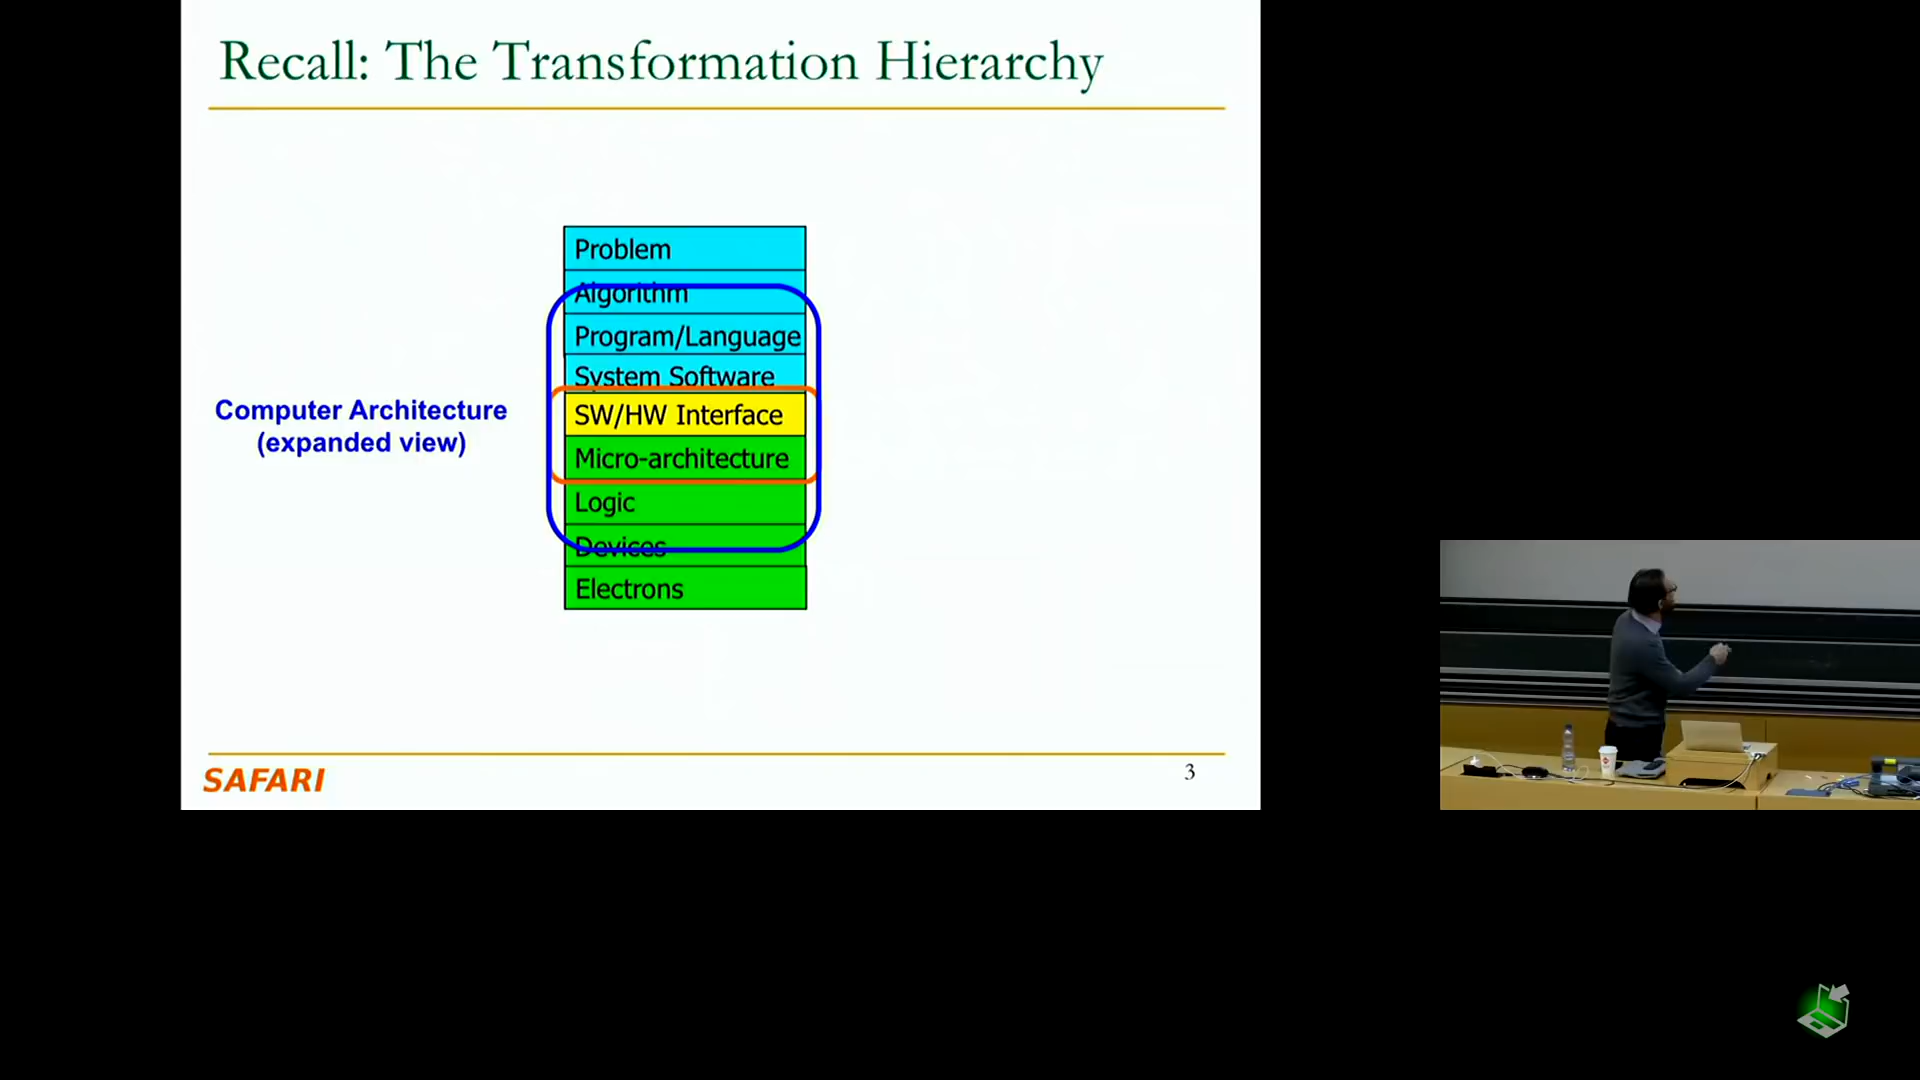 Recall: The Transformation Hierarchy
Problem
Algorithm
Program/Language
System Software
SW/HW Interface
Micro-architecture
Logic
Devices
Electrons
Computer Architecture
(expanded view)
SAFARI
3